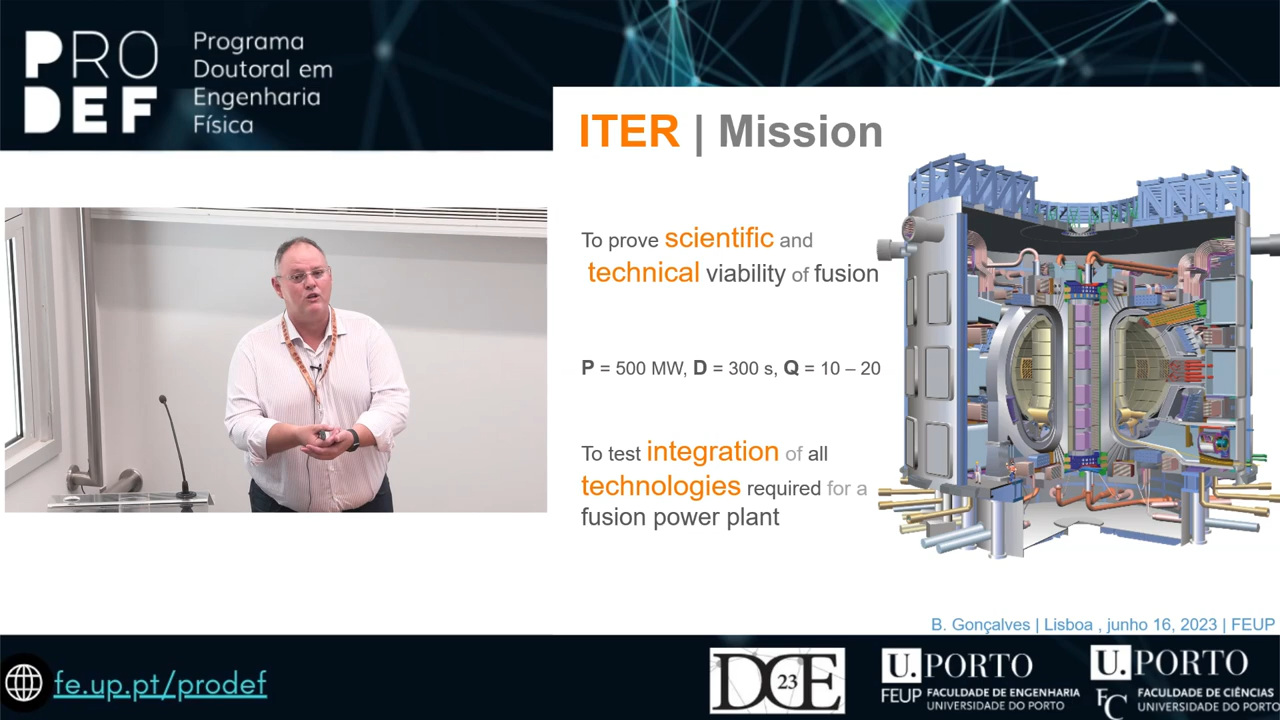 PRO
DEF
Programa
Doutoral em
Engenharia
Física
ITER | Mission
To prove scientific and
technical viability of fusion
P = 500 MW, D = 300 s, Q = 10 – 20
To test integration of all
technologies required for a
fusion power plant
B. Gonçalves | Lisboa , junho 16, 2023 | FEUP
fe.up.pt/prodef
DCE
23
U.PORTO
FEUP FACULDADE DE ENGENHARIA
UNIVERSIDADE DO PORTO
U.PORTO
FC FACULDADE DE CIÊNCIAS
UNIVERSIDADE DO PORTO